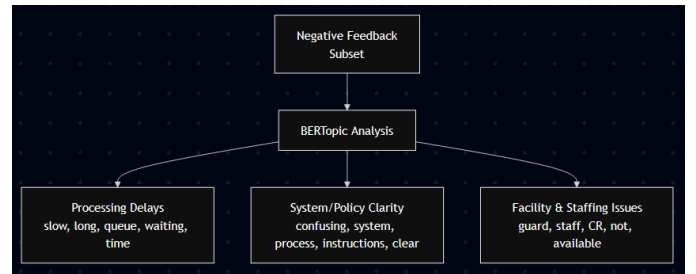 Negative Feedback
Subset
BERTopic Analysis
Processing Delays
slow, long, queue, waiting,
time
System/Policy Clarity
confusing, system,
process, instructions, clear
Facility & Staffing Issues
guard, staff, CR, not,
available